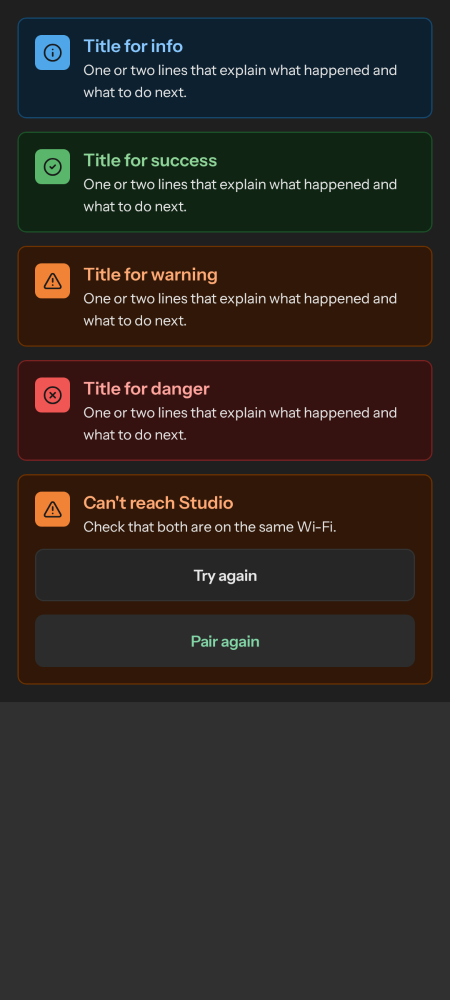 Title for info
One or two lines that explain what happened and
what to do next.
Title for success
One or two lines that explain what happened and
what to do next.
Title for warning
One or two lines that explain what happened and
what to do next.
Title for danger
One or two lines that explain what happened and
what to do next.
Can't reach Studio
Check that both are on the same Wi-Fi.
Try again
Pair again